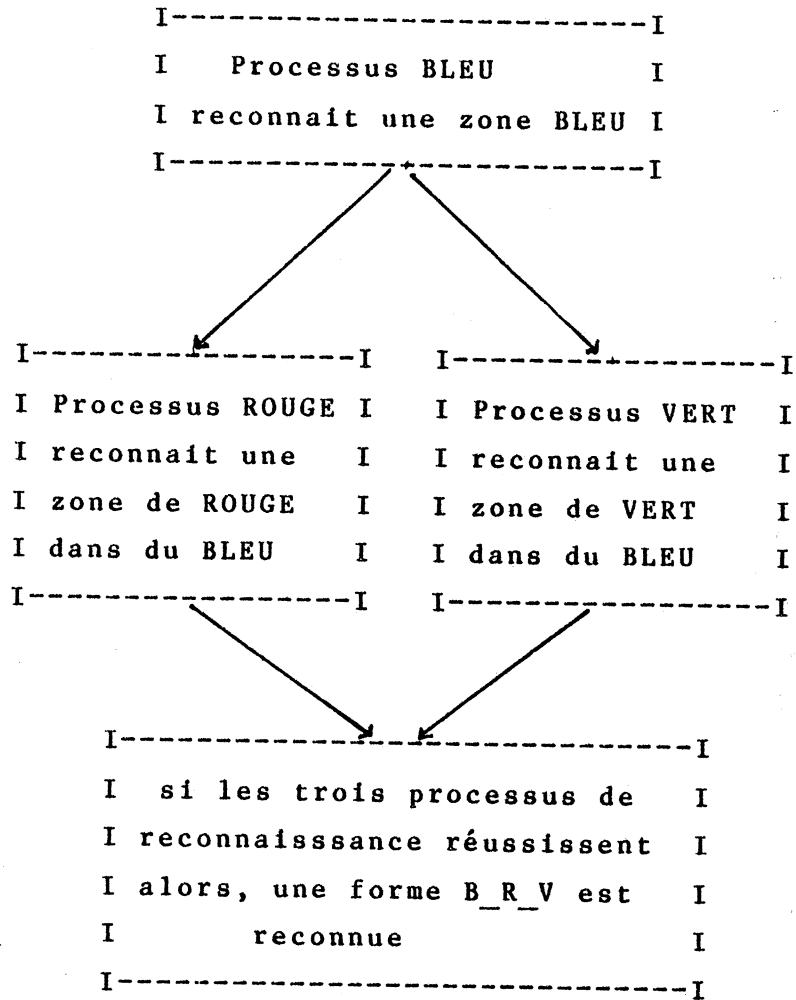 Processus BLEU
reconnait une zone BLEU
Processus ROUGE
reconnait une
zone de ROUGE
dans du BLEU
Processus VERT
reconnait une
zone de VERT
dans du BLEU
si les trois processus de
reconnaisssance réussissent
alors, une forme B_R_V est
reconnue